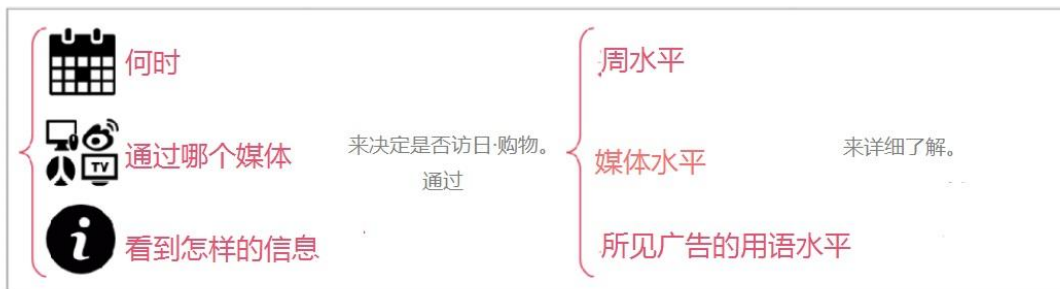 何时
通过哪个媒体
TV
看到怎样的信息
i
来决定是否访日·购物。
通过
周水平
媒体水平
所见广告的用语水平
来详细了解。